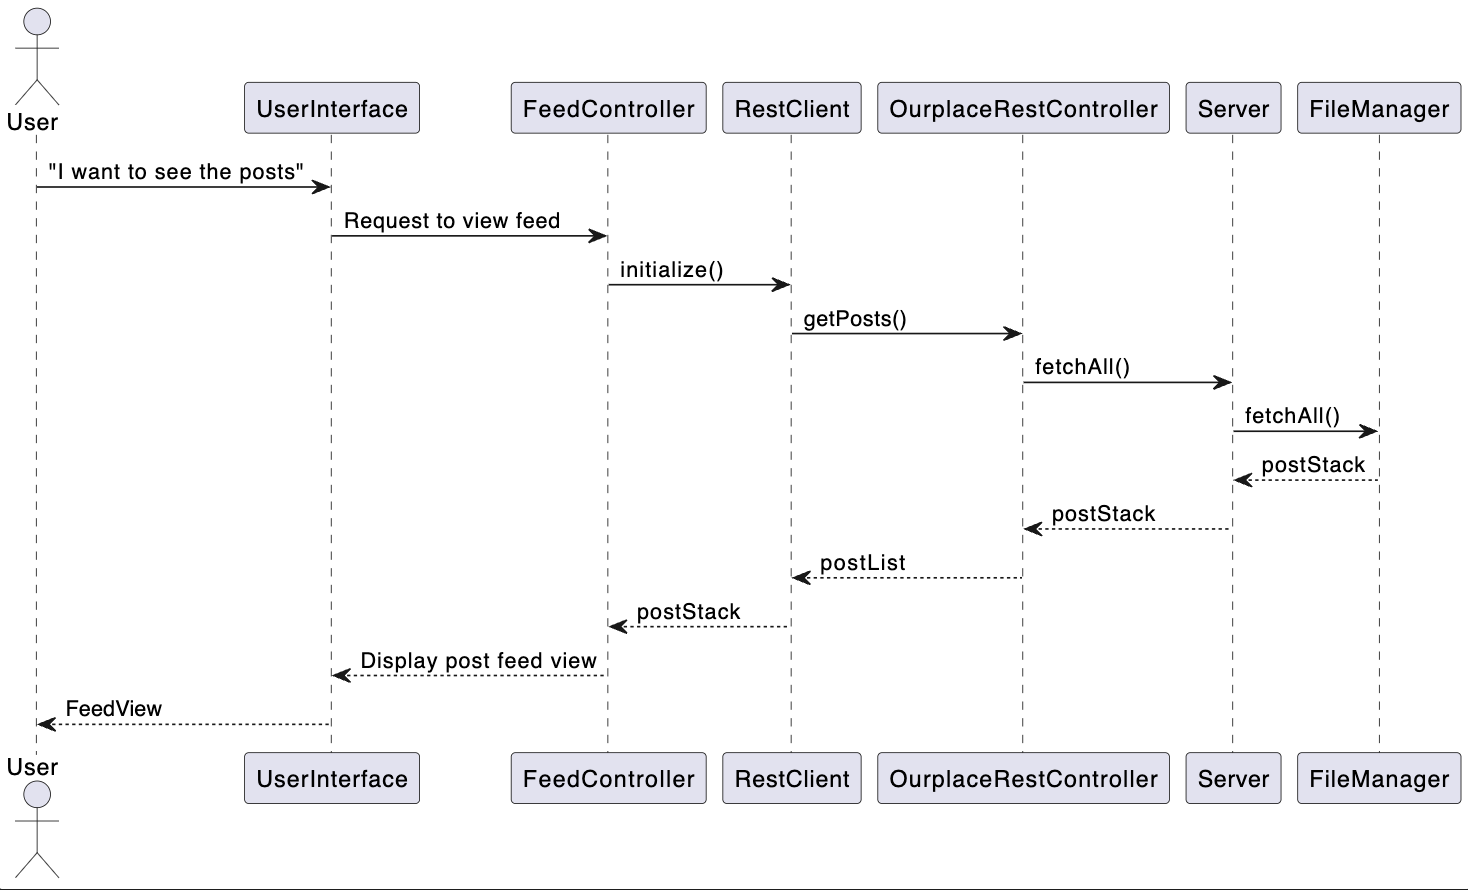 User
UserInterface
FeedController
RestClient
OurplaceRestController
Server
FileManager
"I want to see the posts"
Request to view feed
initialize()
getPosts()
fetchAll()
fetchAll()
postStack
postStack
postList
postStack
Display post feed view
FeedView
User
UserInterface
FeedController
RestClient
OurplaceRestController
Server
FileManager